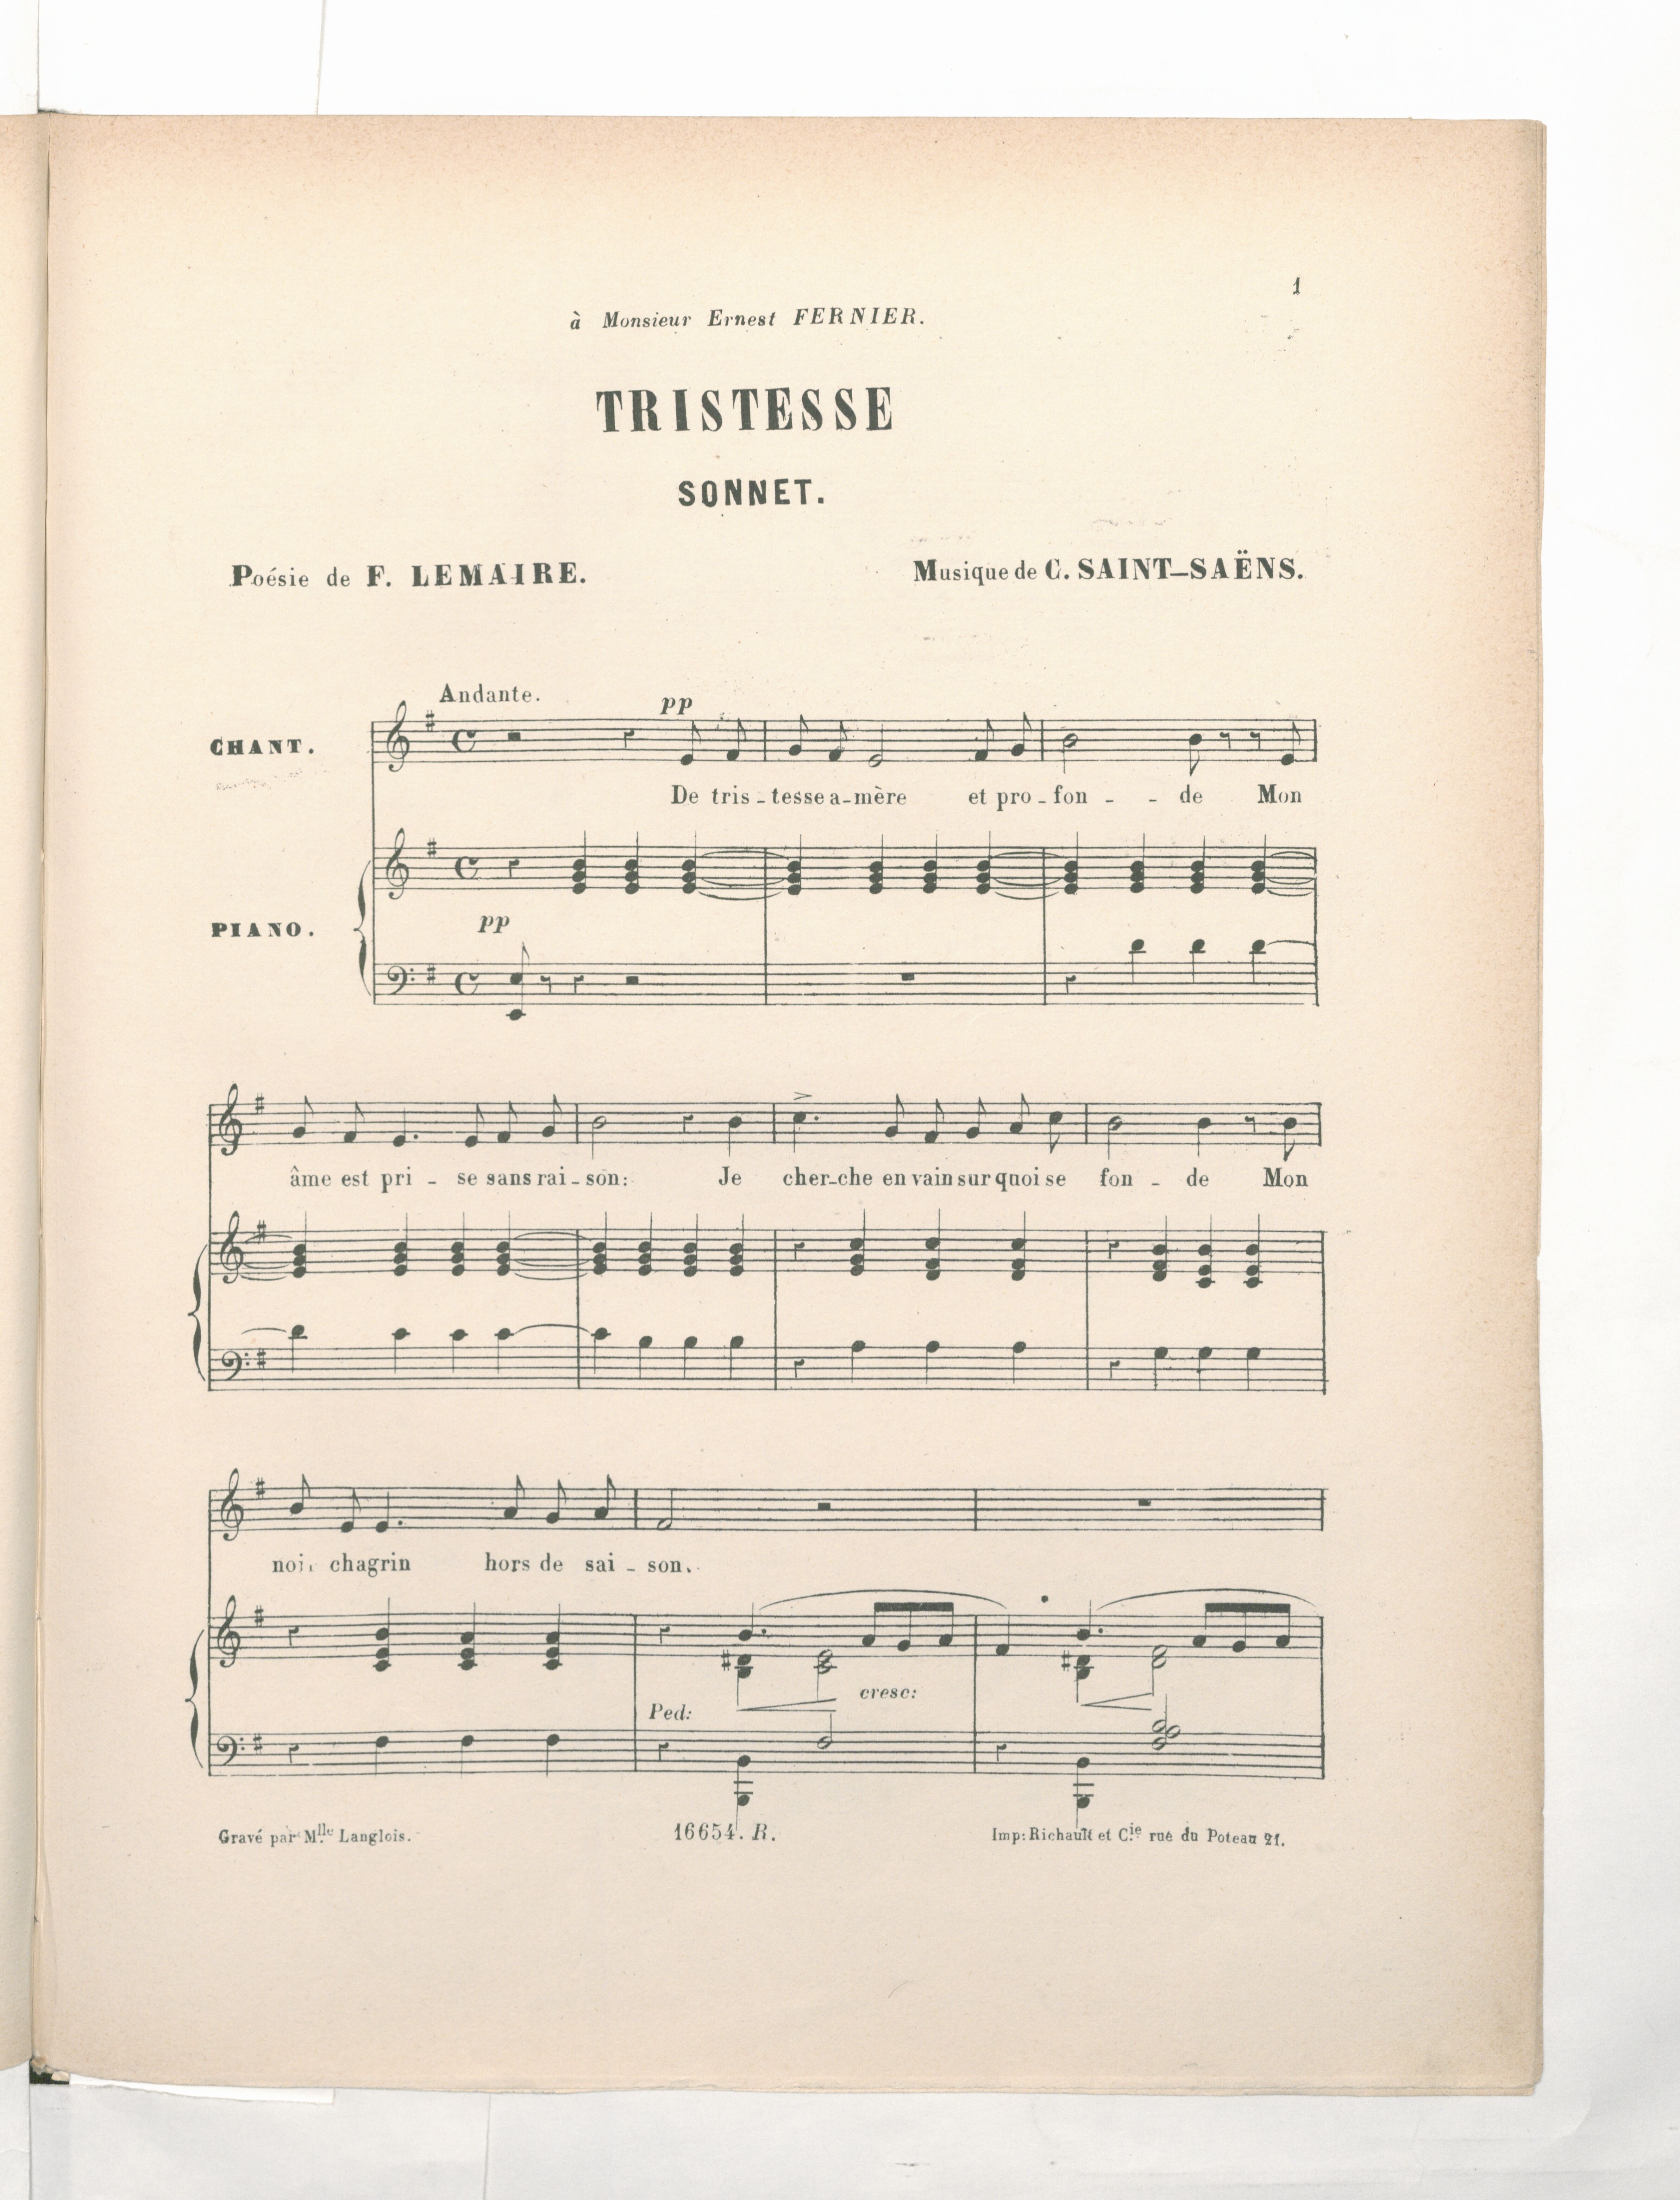 1
à Monsieur Ernest FERNIER.
TRISTESSE
SONNET.
Poésie de F. LEMAIRE.
Musique de C. SAINT-SAËNS.
Andante.
pp
CHANT.
De tris - tesse a - mère et pro - fon - - de Mon
pp
PIANO.
âme est pri - se sans rai - son: Je cher - che en vain sur quoi se fon - de Mon
chagrin hors de sai - son.
cresc:
Ped:
Gravé par Mlle Langlois.
16654. R.
Imp: Richault et Cie rue du Poteau 21.